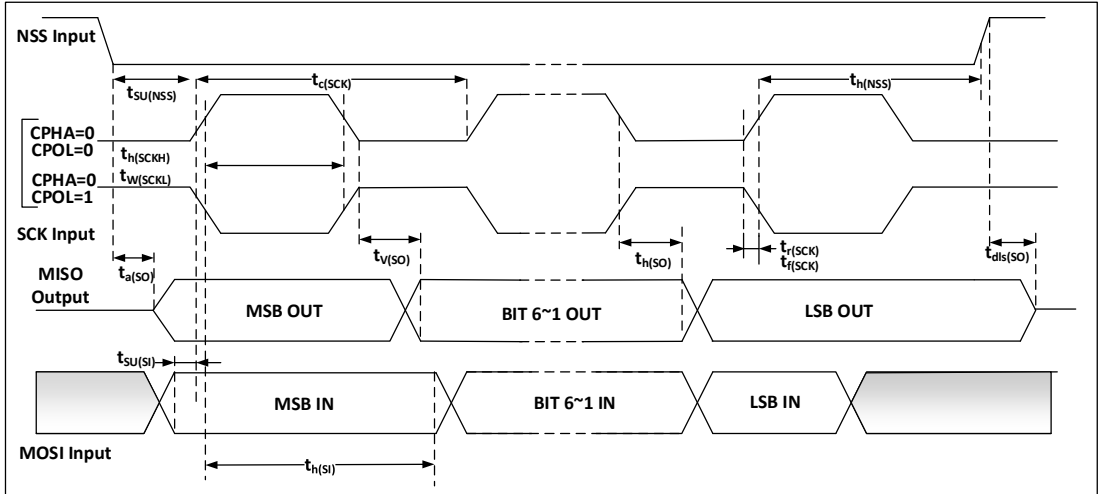 NSS Input
tSU(NSS)
tc(SCK)
th(NSS)
CPHA=0
CPOL=0
th(SCKH)
CPHA=0
tW(SCKL)
CPOL=1
SCK Input
ta(SO)
tV(SO)
th(SO)
tr(SCK)
tf(SCK)
tdls(SO)
MISO
Output
MSB OUT
BIT 6~1 OUT
LSB OUT
tSU(SI)
MSB IN
BIT 6~1 IN
LSB IN
MOSI Input
th(SI)